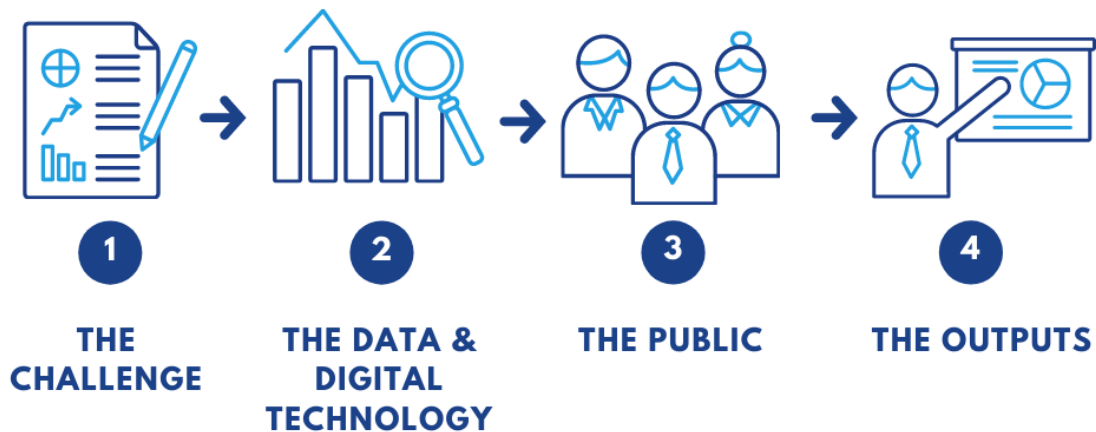 1
THE
CHALLENGE
2
THE DATA &
DIGITAL
TECHNOLOGY
3
THE PUBLIC
4
THE OUTPUTS